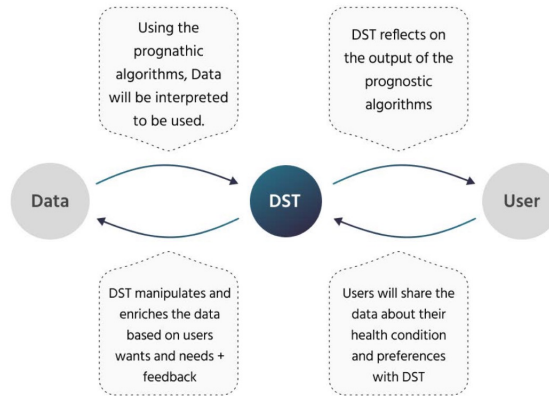 Using the
prognathic
algorithms, Data
will be interpreted
to be used.
DST reflects on
the output of the
prognostic
algorithms
Data
DST
User
DST manipulates and
enriches the data
based on users
wants and needs +
feedback
Users will share the
data about their
health condition
and preferences
with DST